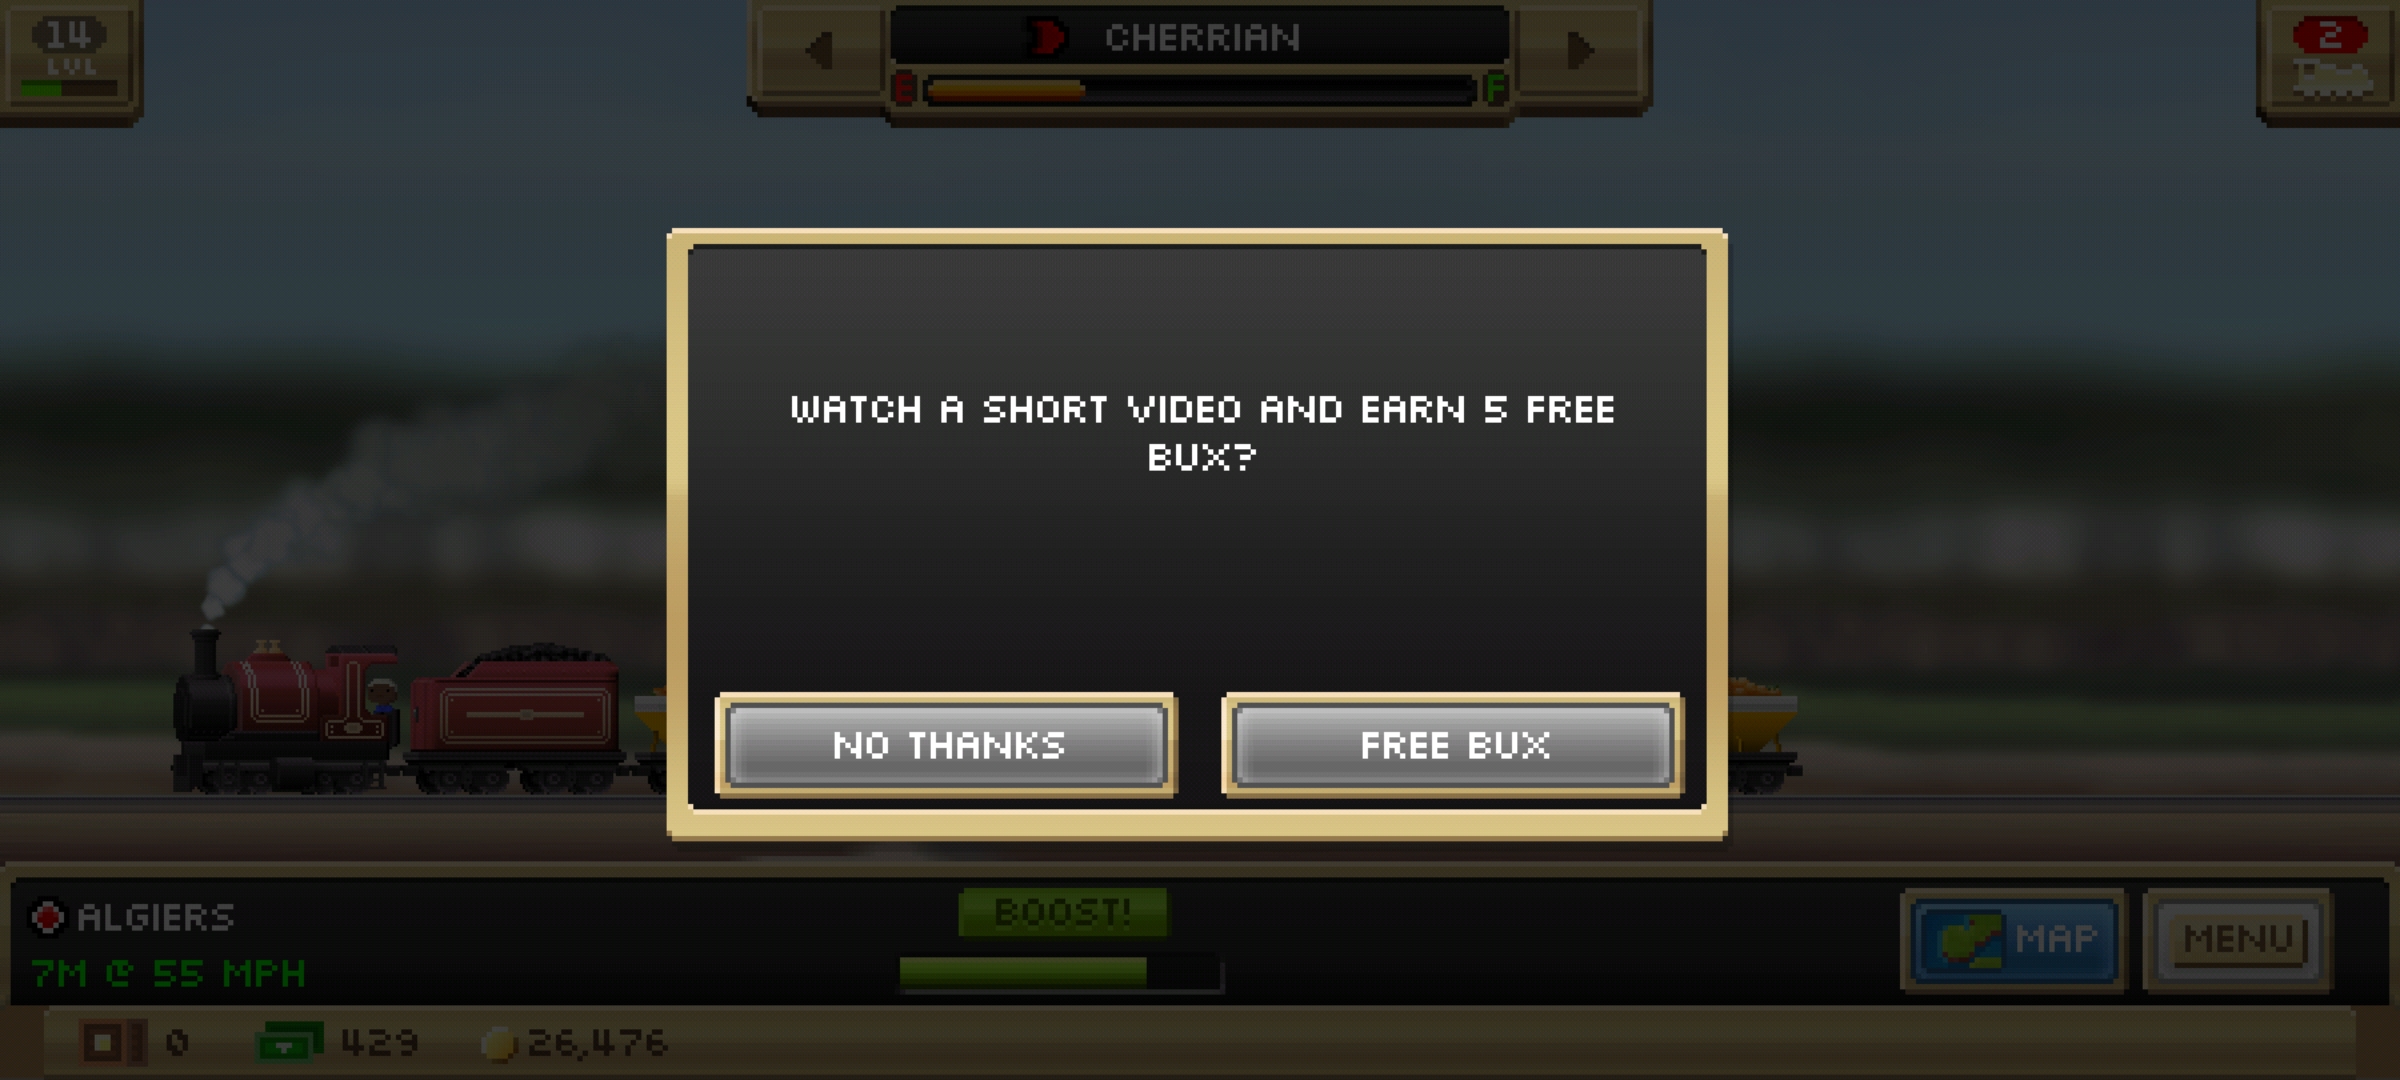 14
LVL
CHERRIAN
E F
2
WATCH A SHORT VIDEO AND EARN 5 FREE
BUX?
NO THANKS
FREE BUX
ALGIERS
7M @ 55 MPH
BOOST!
MAP
MENU
0
429
26,476